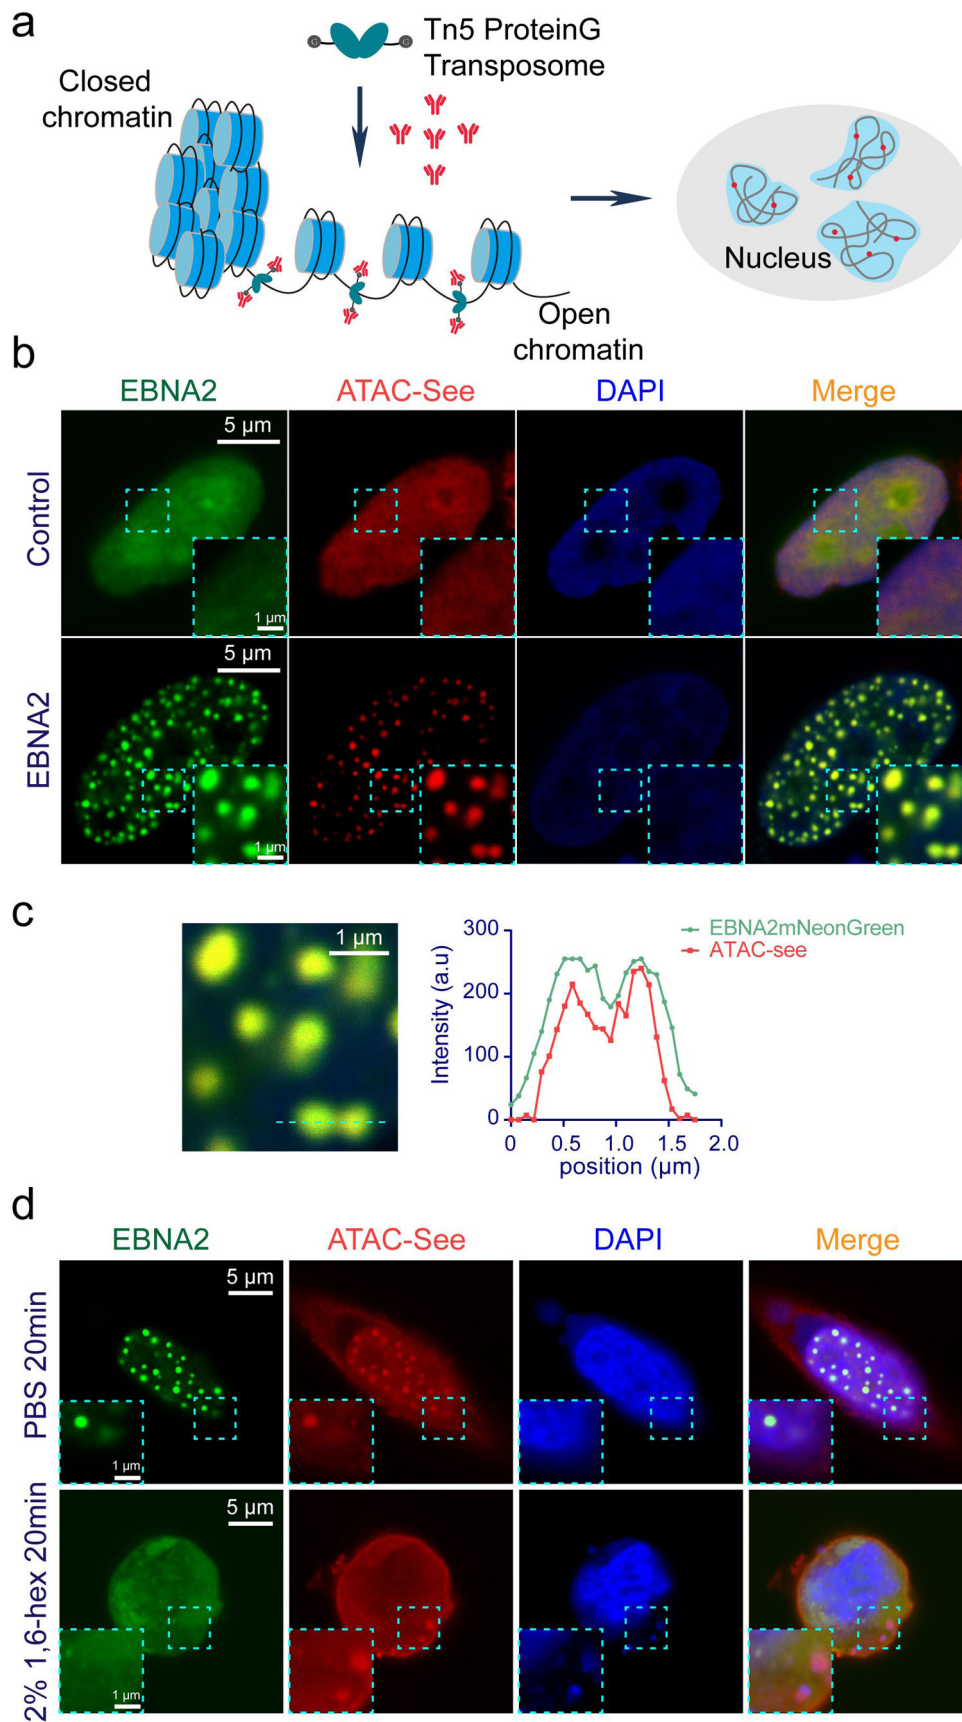 a
Tn5 ProteinG
Transposome
Closed
chromatin
G
G
Nucleus
Open
chromatin
b
EBNA2
ATAC-See
DAPI
Merge
Control
5 µm
1 µm
EBNA2
5 µm
1 µm
c
1 µm
EBNA2mNeonGreen
ATAC-see
Intensity (a.u)
300
200
100
0
0
0.5
1.0
1.5
2.0
position (µm)
d
EBNA2
ATAC-See
DAPI
Merge
PBS 20min
5 µm
1 µm
2% 1,6-hex 20min
5 µm
1 µm